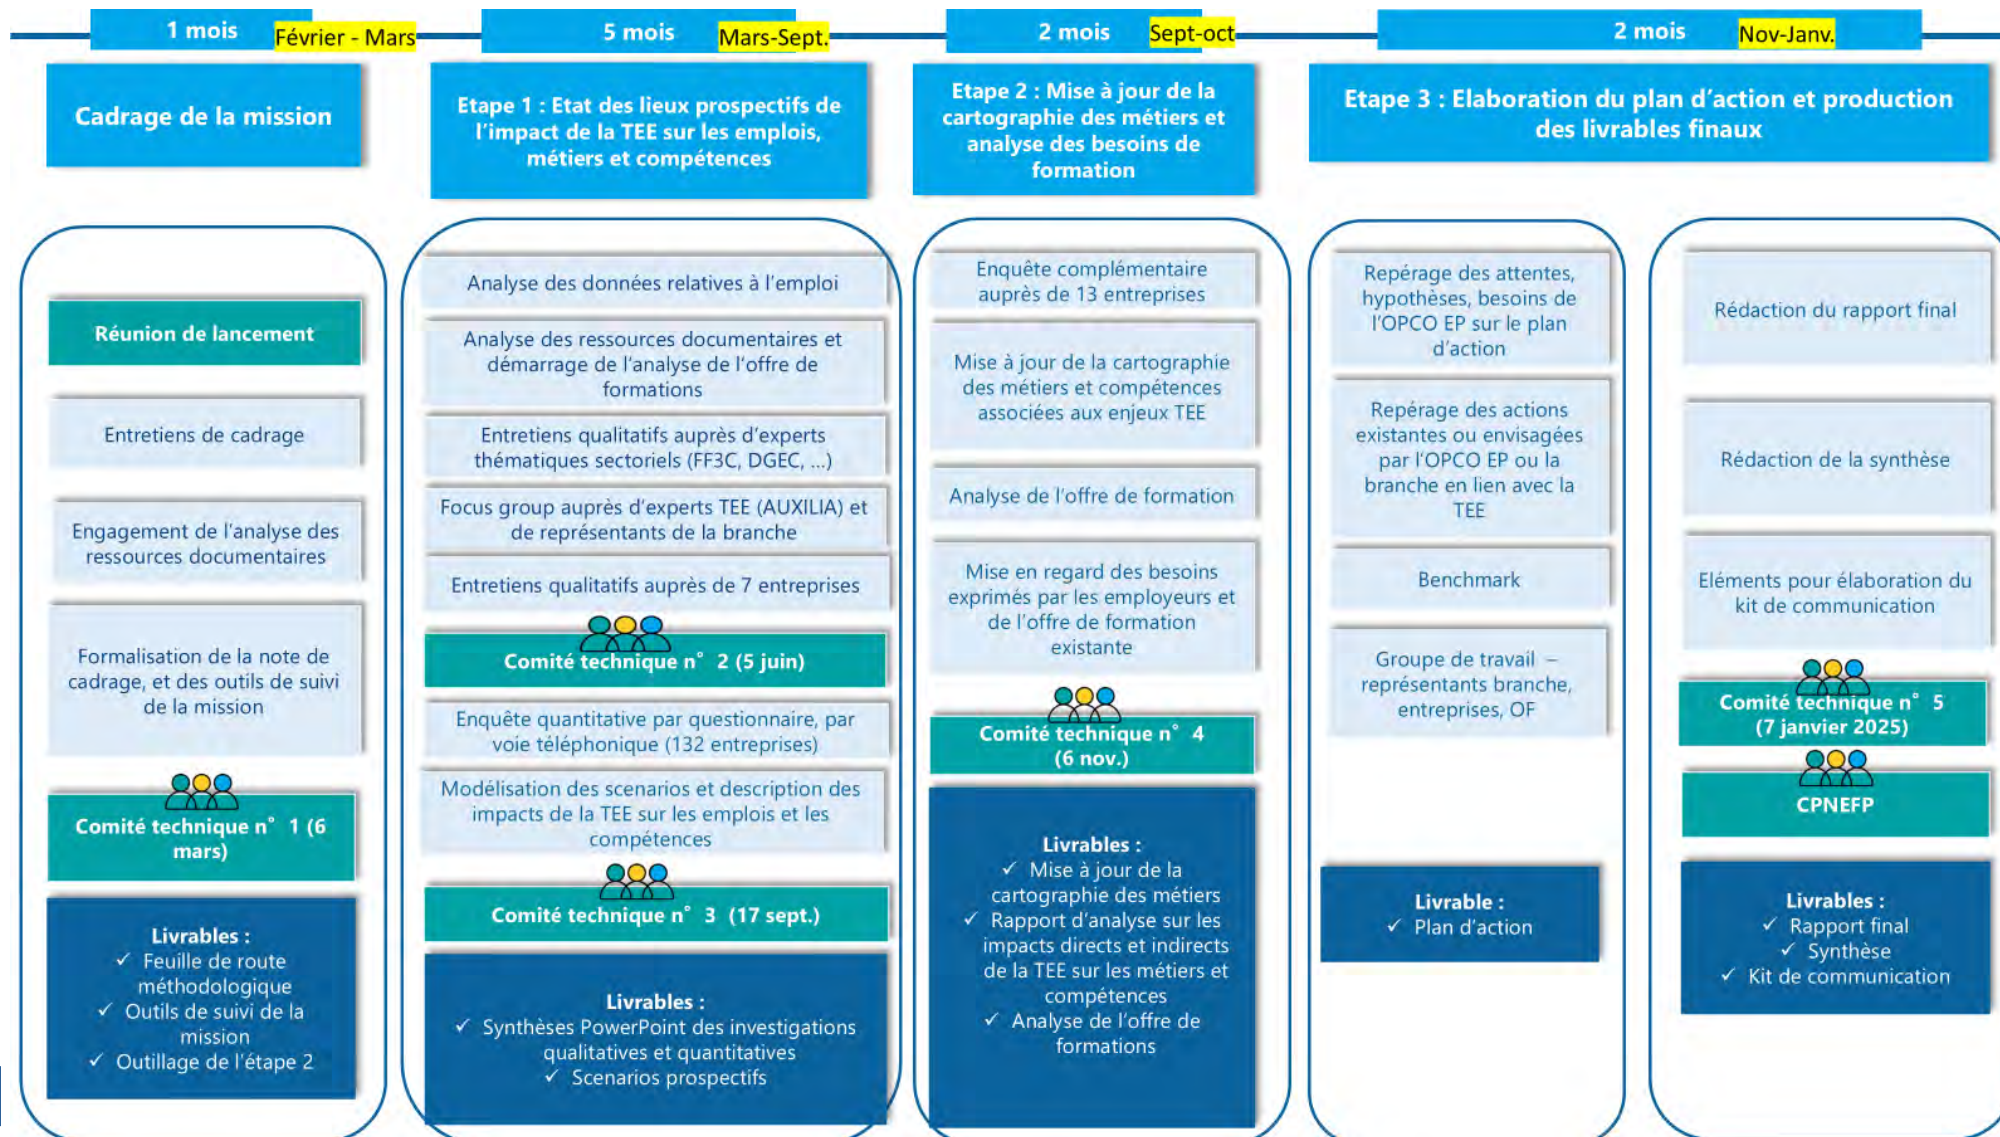 1 mois
Février - Mars
5 mois
Mars-Sept.
2 mois
Sept-oct
2 mois
Nov-Janv.
Cadrage de la mission
Etape 1 : Etat des lieux prospectifs de
l'impact de la TEE sur les emplois,
métiers et compétences
Etape 2 : Mise à jour de la
cartographie des métiers et
analyse des besoins de
formation
Etape 3 : Elaboration du plan d'action et production
des livrables finaux
Réunion de lancement
Entretiens de cadrage
Engagement de l'analyse des
ressources documentaires
Formalisation de la note de
cadrage, et des outils de suivi
de la mission
Comité technique n° 1 (6
mars)
Livrables :
✓ Feuille de route
méthodologique
✓ Outils de suivi de la
mission
✓ Outillage de l'étape 2
Analyse des données relatives à l'emploi
Analyse des ressources documentaires et
démarrage de l'analyse de l'offre de
formations
Entretiens qualitatifs auprès d'experts
thématiques sectoriels (FF3C, DGEC, ...)
Focus group auprès d'experts TEE (AUXILIA) et
de représentants de la branche
Entretiens qualitatifs auprès de 7 entreprises
Comité technique n° 2 (5 juin)
Enquête quantitative par questionnaire, par
voie téléphonique (132 entreprises)
Modélisation des scenarios et description des
impacts de la TEE sur les emplois et les
compétences
Comité technique n° 3 (17 sept.)
Livrables :
✓ Synthèses PowerPoint des investigations
qualitatives et quantitatives
✓ Scenarios prospectifs
Enquête complémentaire
auprès de 13 entreprises
Mise à jour de la cartographie
des métiers et compétences
associées aux enjeux TEE
Analyse de l'offre de formation
Mise en regard des besoins
exprimés par les employeurs et
de l'offre de formation
existante
Comité technique n° 4
(6 nov.)
Livrables :
✓ Mise à jour de la
cartographie des métiers
✓ Rapport d'analyse sur les
impacts directs et indirects
de la TEE sur les métiers et
compétences
✓ Analyse de l'offre de
formations
Repérage des attentes,
hypothèses, besoins de
l'OPCO EP sur le plan
d'action
Repérage des actions
existantes ou envisagées
par l'OPCO EP ou la
branche en lien avec la
TEE
Benchmark
Groupe de travail –
représentants branche,
entreprises, OF
Livrable :
✓ Plan d'action
Rédaction du rapport final
Rédaction de la synthèse
Eléments pour élaboration du
kit de communication
Comité technique n° 5
(7 janvier 2025)
CPNEFP
Livrables :
✓ Rapport final
✓ Synthèse
✓ Kit de communication